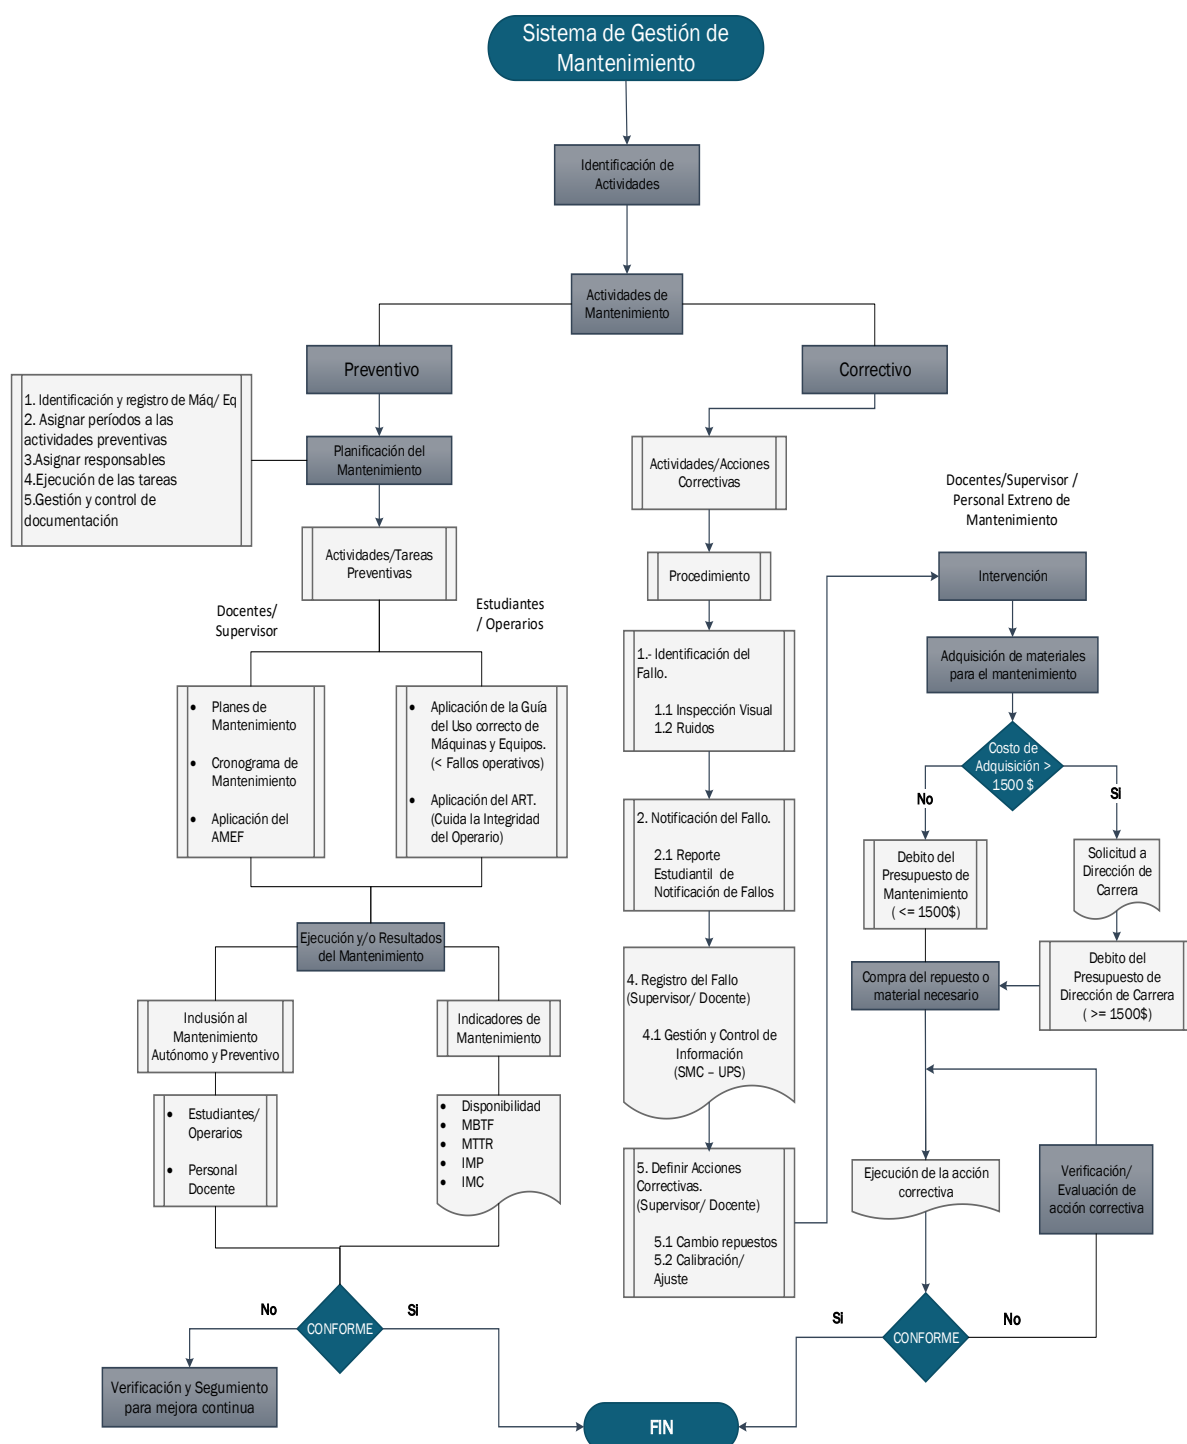 Sistema de Gestión de
Mantenimiento
Identificación de
Actividades
Actividades de
Mantenimiento
Preventivo
Correctivo
1. Identificación y registro de Máq/ Eq
2. Asignar períodos a las
actividades preventivas
3.Asignar responsables
4.Ejecución de las tareas
5.Gestión y control de
documentación
Planificación del
Mantenimiento
Actividades/Tareas
Preventivas
Docentes/
Supervisor
Estudiantes
/ Operarios
• Planes de
Mantenimiento
• Cronograma de
Mantenimiento
• Aplicación del
AMEF
• Aplicación de la Guía
del Uso correcto de
Máquinas y Equipos.
(< Fallos operativos)
• Aplicación del ART.
(Cuida la Integridad
del Operario)
Ejecución y/o Resultados
del Mantenimiento
Inclusión al
Mantenimiento
Autónomo y Preventivo
Indicadores de
Mantenimiento
• Estudiantes/
Operarios
• Personal
Docente
• Disponibilidad
• MBTF
• MTTR
• IMP
• IMC
No
Si
CONFORME
Verificación y Segumiento
para mejora continua
Actividades/Acciones
Correctivas
Procedimiento
1.- Identificación del
Fallo.
1.1 Inspección Visual
1.2 Ruidos
2. Notificación del Fallo.
2.1 Reporte
Estudiantil de
Notificación de Fallos
4. Registro del Fallo
(Supervisor/ Docente)
4.1 Gestión y Control de
Información
(SMC – UPS)
5. Definir Acciones
Correctivas.
(Supervisor/ Docente)
5.1 Cambio repuestos
5.2 Calibración/
Ajuste
Docentes/Supervisor /
Personal Extreno de
Mantenimiento
Intervención
Adquisición de materiales
para el mantenimiento
Costo de
Adquisición >
1500 $
No
Si
Debito del
Presupuesto de
Mantenimiento
( <= 1500$)
Solicitud a
Dirección de
Carrera
Debito del
Presupuesto de
Dirección de Carrera
( >= 1500$)
Compra del repuesto o
material necesario
Ejecución de la acción
correctiva
Verificación/
Evaluación de
acción correctiva
Si
No
CONFORME
FIN